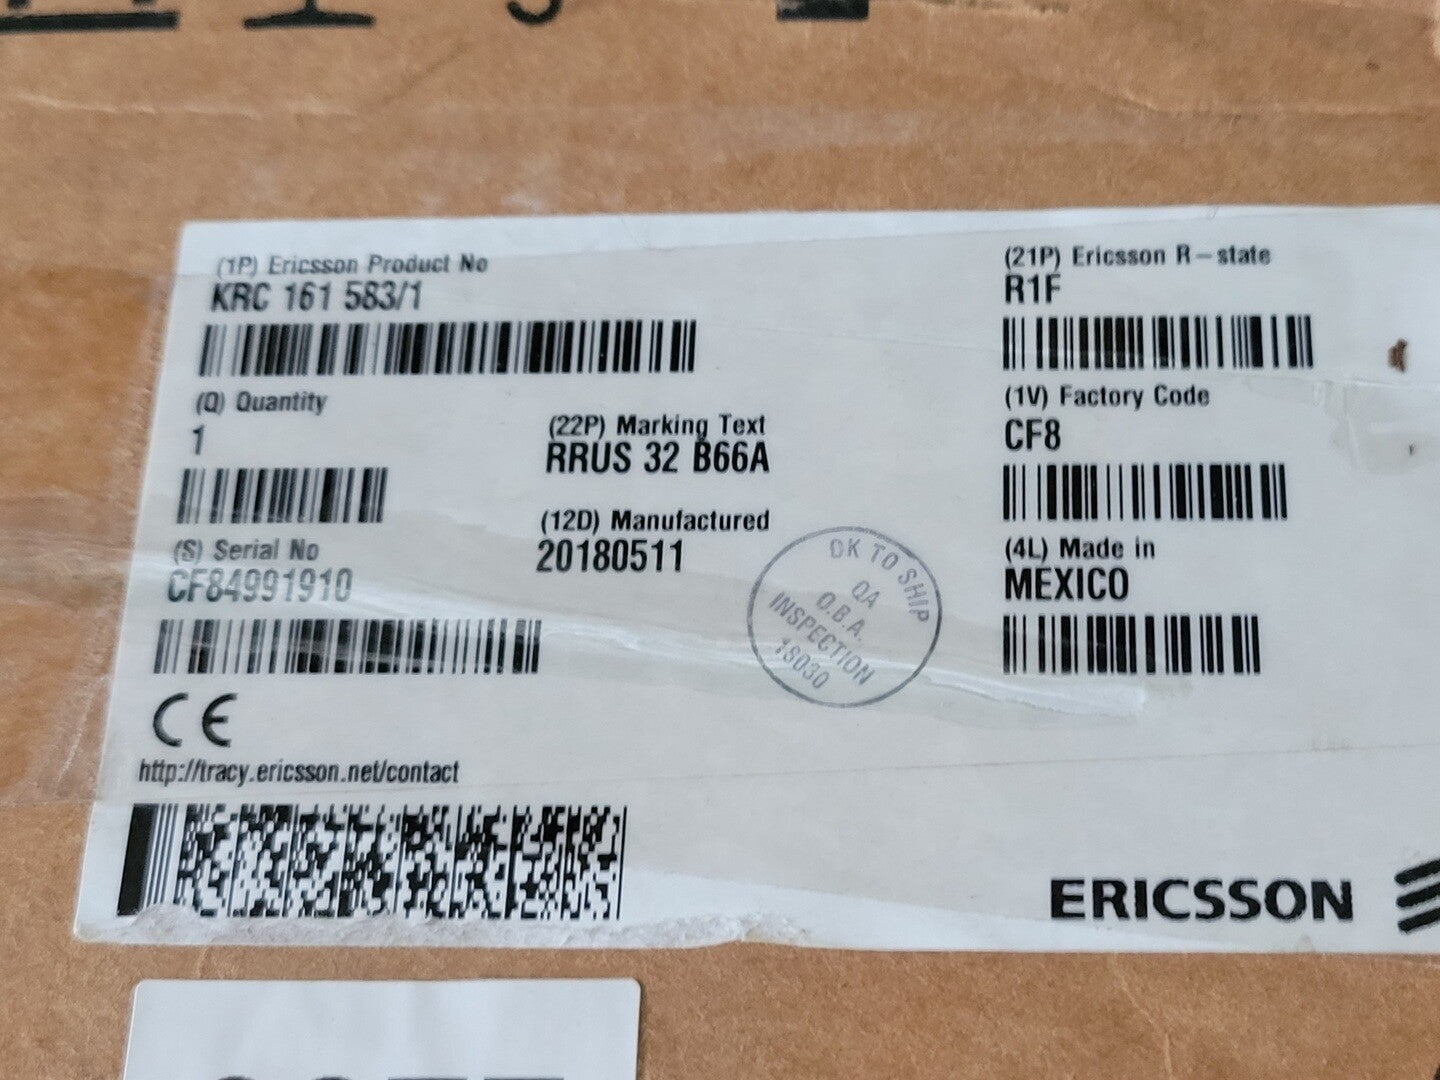 (1P) Ericsson Product No
KRC 161 583/1
(21P) Ericsson R-state
R1F
(Q) Quantity
1
(22P) Marking Text
RRUS 32 B66A
(1V) Factory Code
CF8
(S) Serial No
CF84991910
(12D) Manufactured
20180511
(4L) Made in
MEXICO
OK TO SHIP
QA
O.B.A.
INSPECTION
1S030
CE
http://tracy.ericsson.net/contact
ERICSSON